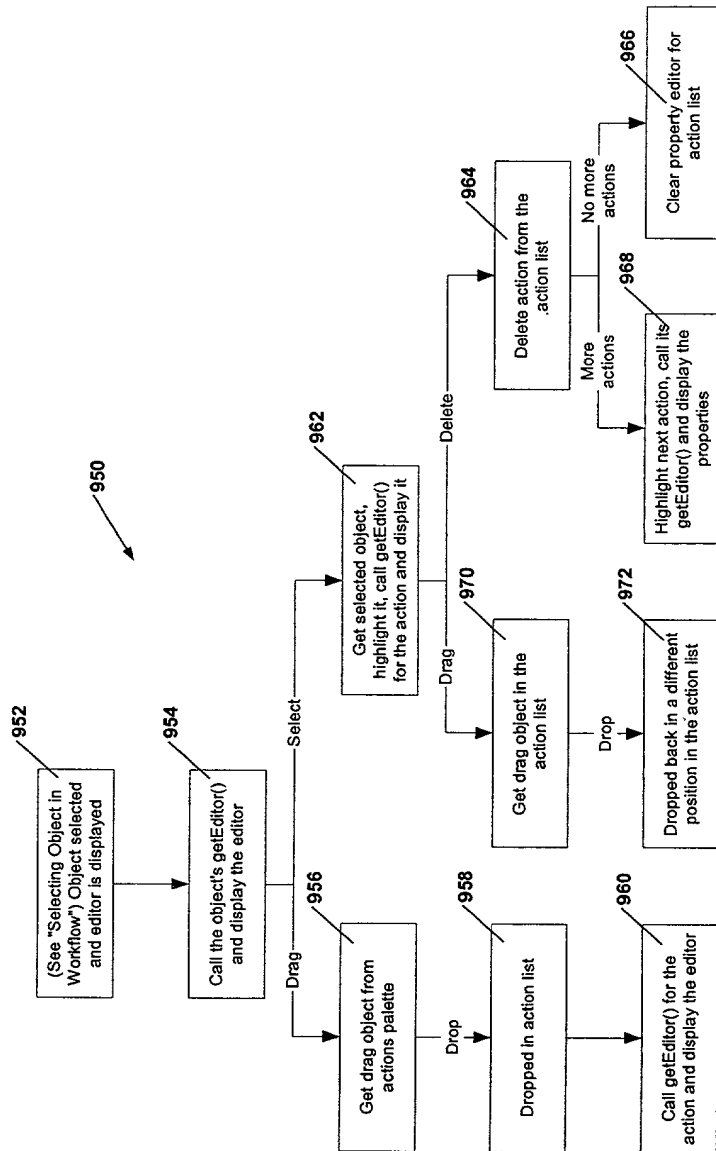 950
952
(See "Selecting Object in
Workflow") Object selected
and editor is displayed
954
Call the object's getEditor()
and display the editor
Drag
Select
956
Get drag object from
actions palette
Drop
958
Dropped in action list
960
Call getEditor() for the
action and display the editor
962
Get selected object,
highlight it, call getEditor()
for the action and display it
Drag
Delete
970
Get drag object in the
action list
Drop
972
Dropped back in a different
position in the action list
964
Delete action from the
.action list
More
actions
No more
actions
968
Highlight next action, call its
getEditor() and display the
properties
966
Clear property editor for
action list